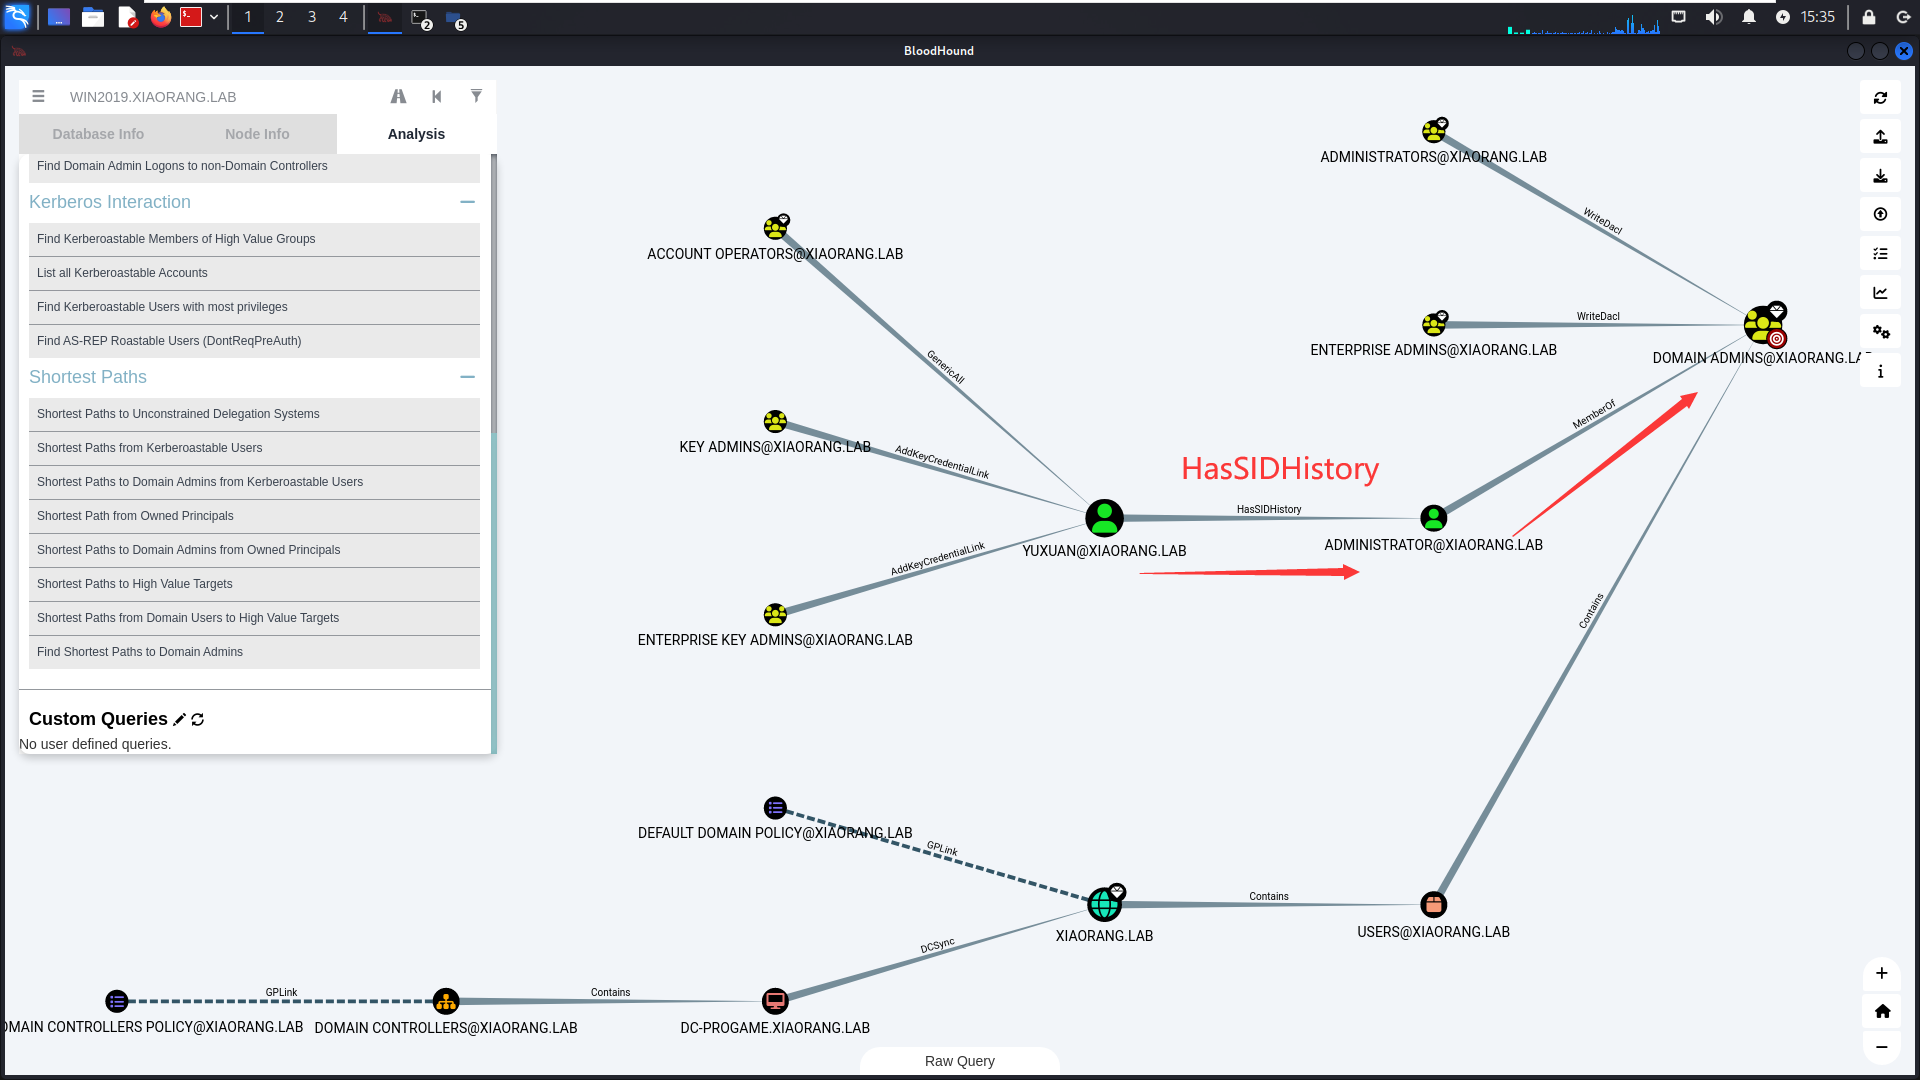 1 2 3 4
2
5
15:35
BloodHound
WIN2019.XIAORANG.LAB
Database Info Node Info Analysis
Find Domain Admin Logons to non-Domain Controllers
Kerberos Interaction
Find Kerberoastable Members of High Value Groups
List all Kerberoastable Accounts
Find Kerberoastable Users with most privileges
Find AS-REP Roastable Users (DontReqPreAuth)
Shortest Paths
Shortest Paths to Unconstrained Delegation Systems
Shortest Paths from Kerberoastable Users
Shortest Paths to Domain Admins from Kerberoastable Users
Shortest Path from Owned Principals
Shortest Paths to Domain Admins from Owned Principals
Shortest Paths to High Value Targets
Shortest Paths from Domain Users to High Value Targets
Find Shortest Paths to Domain Admins
Custom Queries
No user defined queries.
ADMINISTRATORS@XIAORANG.LAB
WriteDacl
ACCOUNT OPERATORS@XIAORANG.LAB
GenericAll
WriteDacl
ENTERPRISE ADMINS@XIAORANG.LAB
DOMAIN ADMINS@XIAORANG.LAB
MemberOf
KEY ADMINS@XIAORANG.LAB
AddKeyCredentialLink
HasSIDHistory
HasSIDHistory
YUXUAN@XIAORANG.LAB
ADMINISTRATOR@XIAORANG.LAB
AddKeyCredentialLink
ENTERPRISE KEY ADMINS@XIAORANG.LAB
Contains
DEFAULT DOMAIN POLICY@XIAORANG.LAB
GPLink
Contains
XIAORANG.LAB
USERS@XIAORANG.LAB
DCSync
GPLink
Contains
OMAIN CONTROLLERS POLICY@XIAORANG.LAB
DOMAIN CONTROLLERS@XIAORANG.LAB
DC-PROGAME.XIAORANG.LAB
Raw Query